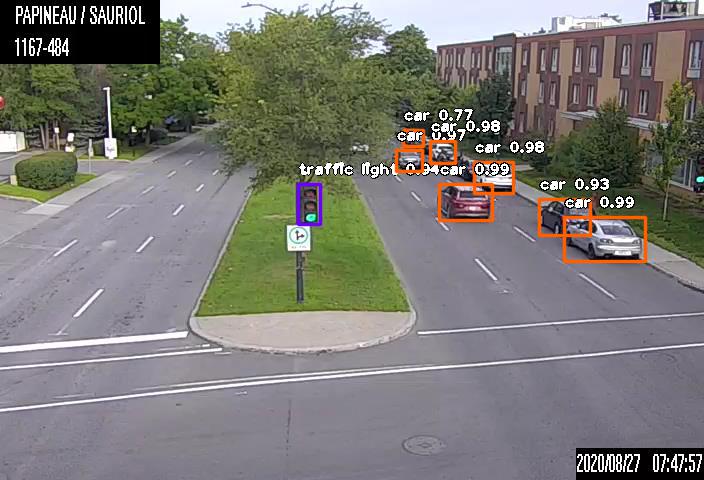 PAPINEAU / SAURIOL
1167-484
car 0.77
car 0.98
car 0.97
car 0.98
traffic light 0.94
car 0.99
car 0.93
car 0.99
2020/08/27 07:47:57